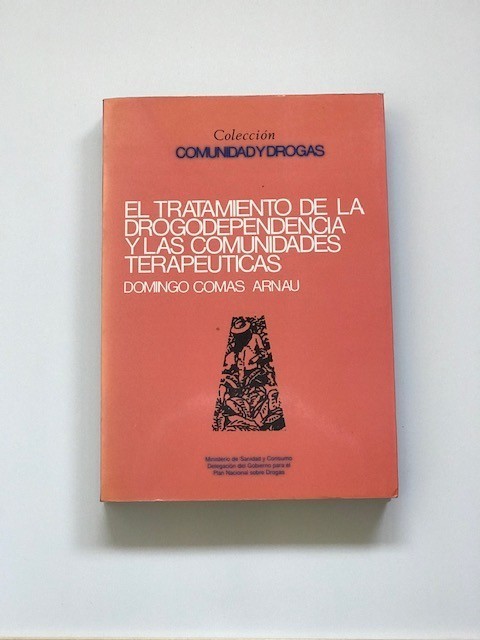 Colección
COMUNIDAD Y DROGAS
EL TRATAMIENTO DE LA
DROGODEPENDENCIA
Y LAS COMUNIDADES
TERAPEUTICAS
DOMINGO COMAS ARNAU
Ministerio de Sanidad y Consumo
Delegación del Gobierno para el
Plan Nacional sobre Drogas